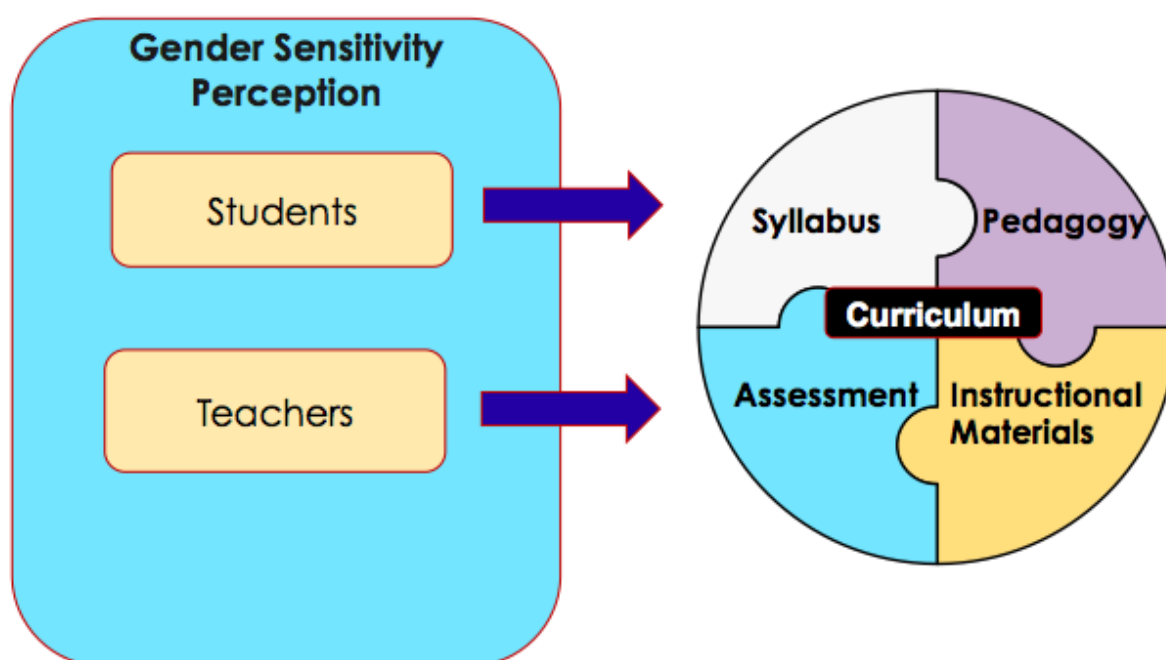 Gender Sensitivity
Perception
Students
Teachers
Syllabus
Pedagogy
Curriculum
Assessment
Instructional
Materials